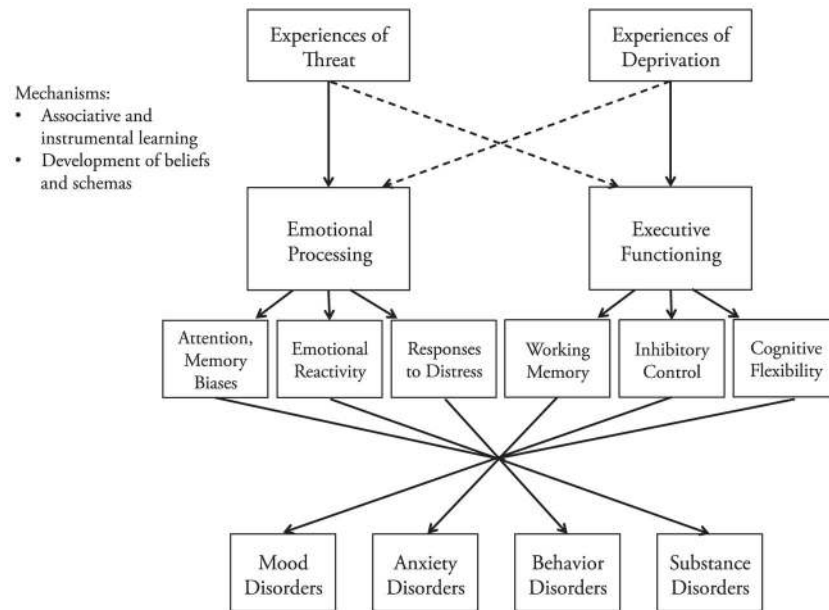 Experiences of
Threat
Experiences of
Deprivation
Mechanisms:
• Associative and
instrumental learning
• Development of beliefs
and schemas
Emotional
Processing
Executive
Functioning
Attention,
Memory
Biases
Emotional
Reactivity
Responses
to Distress
Working
Memory
Inhibitory
Control
Cognitive
Flexibility
Mood
Disorders
Anxiety
Disorders
Behavior
Disorders
Substance
Disorders